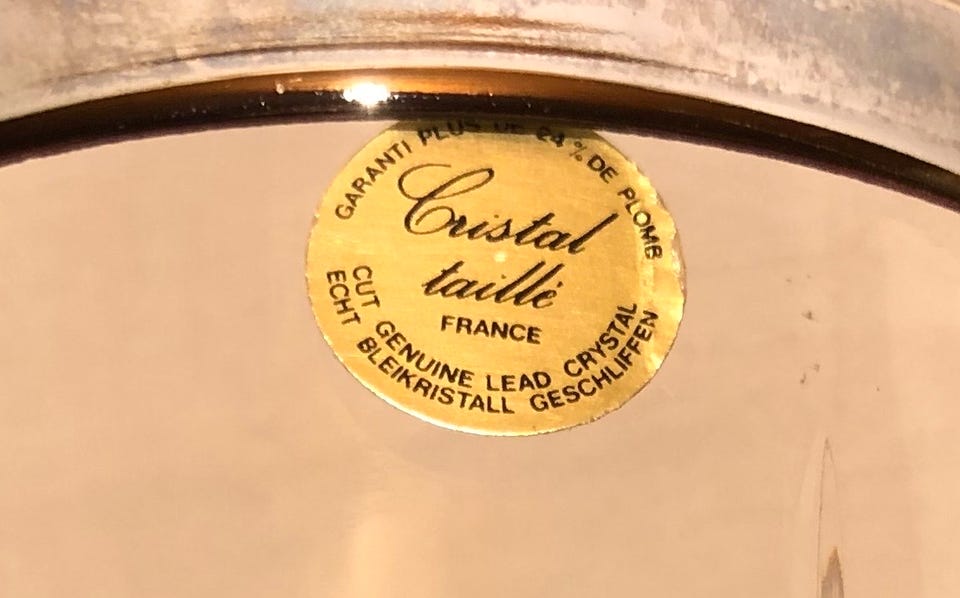 GARANTI PLUS DE 24 % DE PLOMB
Cristal
taillé
FRANCE
CUT GENUINE LEAD CRYSTAL
ECHT BLEIKRISTALL GESCHLIFFEN